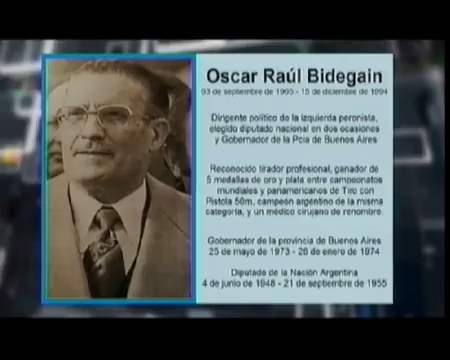 Oscar Raúl Bidegain
03 de septiembre de 1905 - 15 de diciembre de 1994
Dirigente político de la izquierda peronista,
elegido diputado nacional en dos ocasiones
y Gobernador de la Pcia de Buenos Aires
Reconocido tirador profesional, ganador de
5 medallas de oro y plata entre campeonatos
mundiales y panamericanos de Tiro con
Pistola 50m, campeón argentino de la misma
categoría, y un médico cirujano de renombre.
Gobernador de la provincia de Buenos Aires
25 de mayo de 1973 - 26 de enero de 1974
Diputado de la Nación Argentina
4 de junio de 1948 - 21 de septiembre de 1955